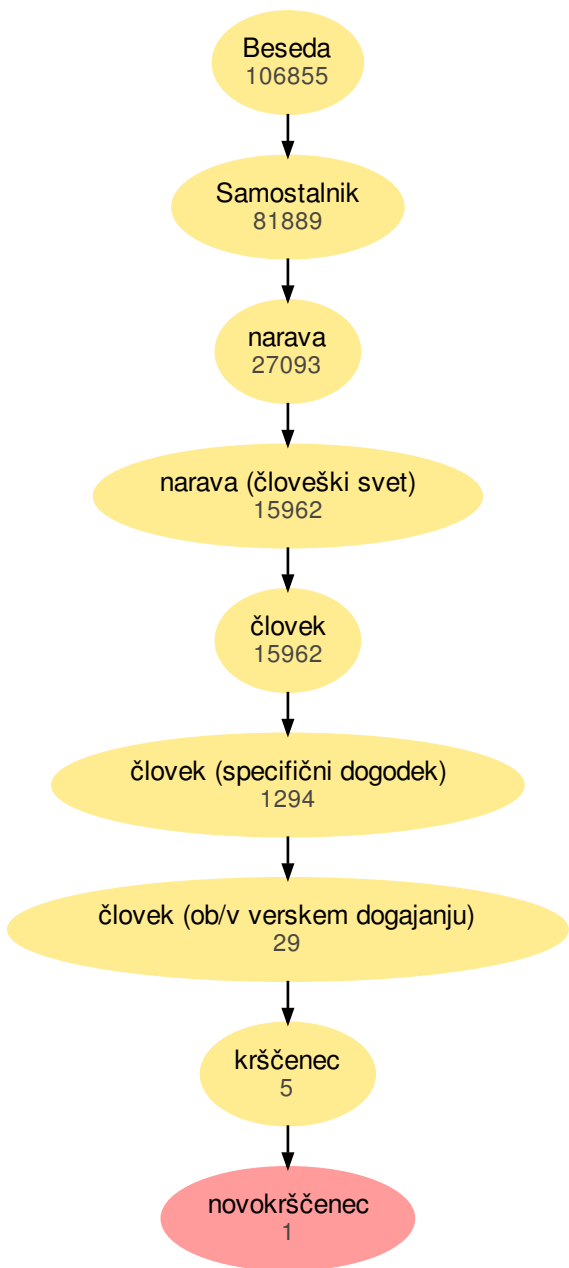 Beseda
106855
Samostalnik
81889
narava
27093
narava (človeški svet)
15962
človek
15962
človek (specifični dogodek)
1294
človek (ob/v verskem dogajanju)
29
krščenec
5
novokrščenec
1